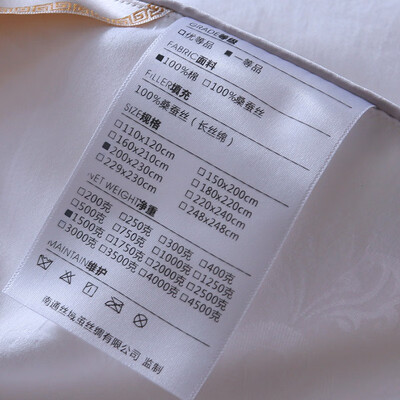 GRADE等级
□优等品 ■一等品
FABRIC面料
■100%棉 □100%桑蚕丝
FILLER填充
100%桑蚕丝（长丝绵）
SIZE规格
□110x120cm □150x200cm
□160x210cm □180x220cm
■200x230cm □220x240cm
□229x230cm □248x248cm
NET WEIGHT净重
□200克 □250克 □300克 □400克
□500克 □750克 □1000克 □1250克
■1500克 □1750克 □2000克 □2500克
□3000克 □3500克 □4000克 □4500克
MAINTAIN维护
南通丝缘茧丝绸有限公司 监制